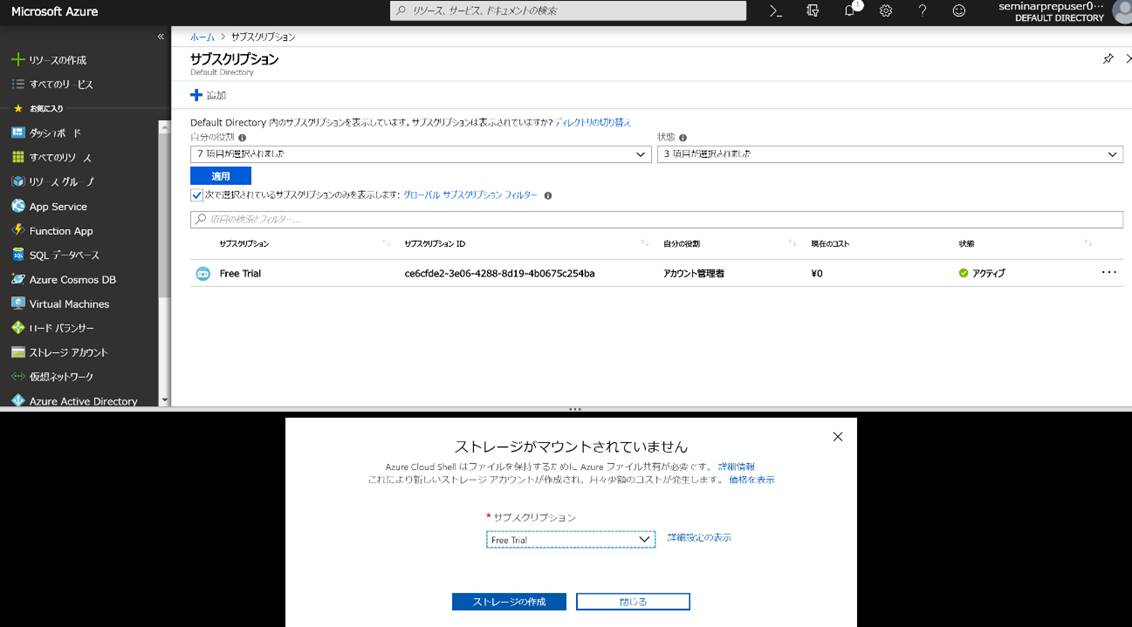 Microsoft Azure
リソース、サービス、ドキュメントの検索
1
seminarprepuser0...
DEFAULT DIRECTORY
リソースの作成
すべてのサービス
お気に入り
ダッシュボード
すべてのリソース
リソース グループ
App Service
Function App
SQL データベース
Azure Cosmos DB
Virtual Machines
ロード バランサー
ストレージ アカウント
仮想ネットワーク
Azure Active Directory
ホーム > サブスクリプション
サブスクリプション
Default Directory
追加
Default Directory 内のサブスクリプションを表示しています。サブスクリプションは表示されていますか? ディレクトリの切り替え
自分の役割 状態
7 項目が選択されました 3 項目が選択されました
適用
次で選択されているサブスクリプションのみを表示します: グローバル サブスクリプション フィルター
項目の検索とフィルター...
サブスクリプション サブスクリプション ID 自分の役割 現在のコスト 状態
Free Trial ce6cfde2-3e06-4288-8d19-4b0675c254ba アカウント管理者 ¥0 アクティブ
ストレージがマウントされていません
Azure Cloud Shell はファイルを保持するために Azure ファイル共有が必要です。 詳細情報
これにより新しいストレージ アカウントが作成され、月々少額のコストが発生します。 価格を表示
* サブスクリプション
Free Trial 詳細設定の表示
ストレージの作成 閉じる